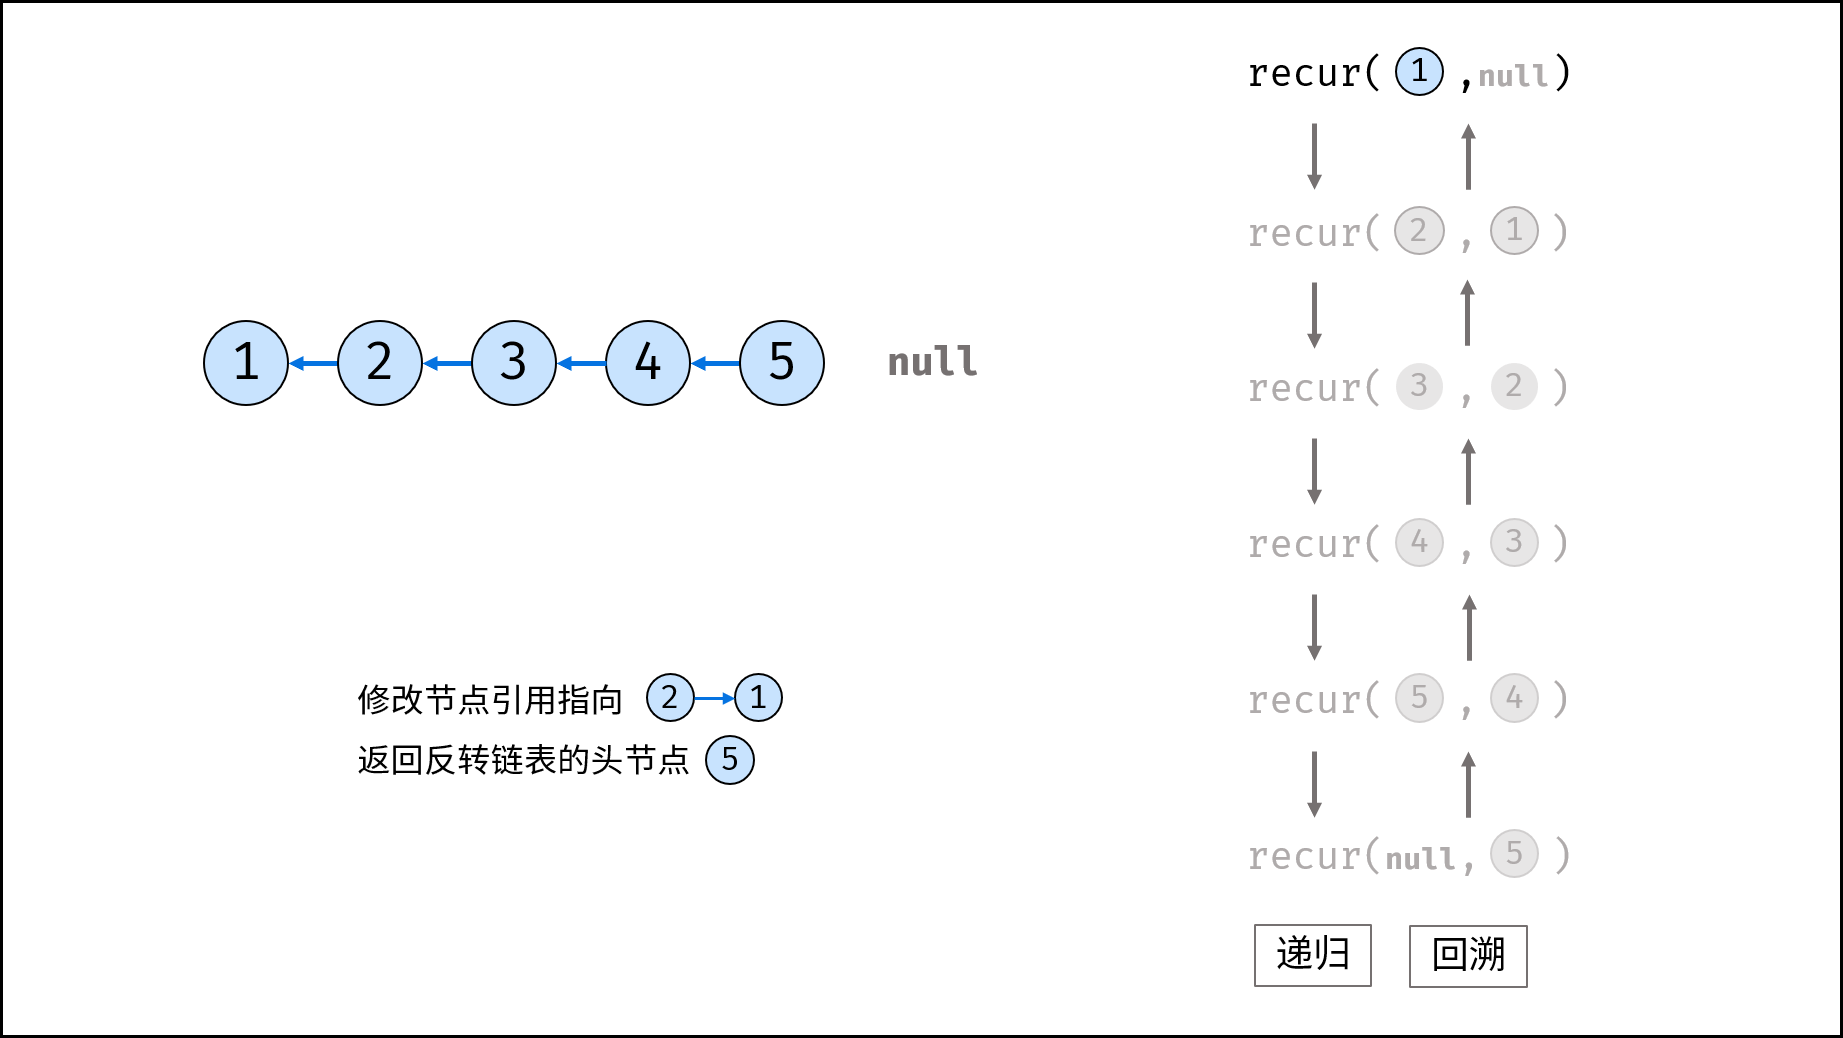 1 2 3 4 5 null
修改节点引用指向 2 1
返回反转链表的头节点 5
recur( 1 ,null)
recur( 2 , 1 )
recur( 3 , 2 )
recur( 4 , 3 )
recur( 5 , 4 )
recur(null, 5 )
递归 回溯